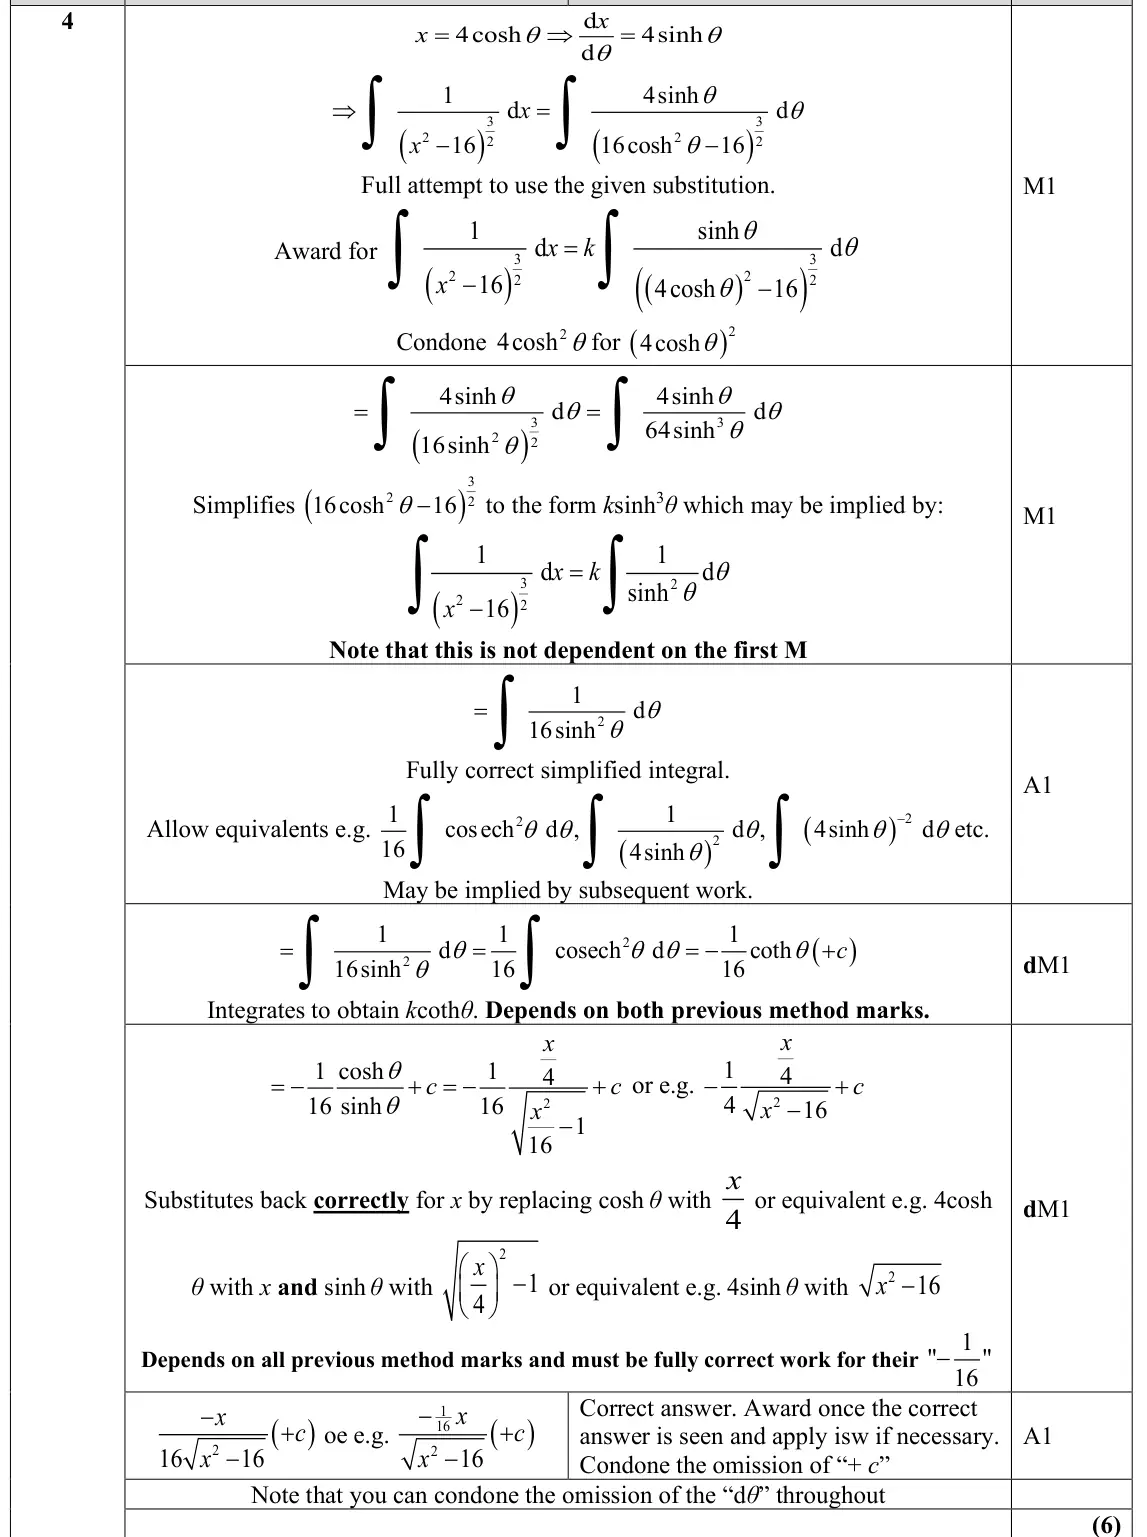 4
x = 4cosh θ ⇒ dx/dθ = 4sinh θ
⇒ ∫ 1/(x² − 16)^(3/2) dx = ∫ 4sinh θ/(16cosh² θ − 16)^(3/2) dθ
Full attempt to use the given substitution.
M1
Award for ∫ 1/(x² − 16)^(3/2) dx = k ∫ sinh θ/((4cosh θ)² − 16)^(3/2) dθ
Condone 4cosh² θ for (4cosh θ)²
= ∫ 4sinh θ/(16sinh² θ)^(3/2) dθ = ∫ 4sinh θ/64sinh³ θ dθ
Simplifies (16cosh² θ − 16)^(3/2) to the form ksinh³θ which may be implied by:
M1
∫ 1/(x² − 16)^(3/2) dx = k ∫ 1/sinh² θ dθ
Note that this is not dependent on the first M
= ∫ 1/16sinh² θ dθ
Fully correct simplified integral.
A1
Allow equivalents e.g. 1/16 ∫ cosech²θ dθ, ∫ 1/(4sinh θ)² dθ, ∫ (4sinh θ)⁻² dθ etc.
May be implied by subsequent work.
= ∫ 1/16sinh² θ dθ = 1/16 ∫ cosech²θ dθ = −1/16 coth θ (+c)
dM1
Integrates to obtain kcothθ. Depends on both previous method marks.
= −1/16 cosh θ/sinh θ + c = −1/16 (x/4)/√(x²/16 − 1) + c or e.g. −1/4 (x/4)/√(x² − 16) + c
Substitutes back correctly for x by replacing cosh θ with x/4 or equivalent e.g. 4cosh
dM1
θ with x and sinh θ with √((x/4)² − 1) or equivalent e.g. 4sinh θ with √(x² − 16)
Depends on all previous method marks and must be fully correct work for their "−1/16"
−x/16√(x² − 16) (+c) oe e.g. −(1/16)x/√(x² − 16) (+c)
Correct answer. Award once the correct
answer is seen and apply isw if necessary.
Condone the omission of “+ c”
A1
Note that you can condone the omission of the “dθ” throughout
(6)